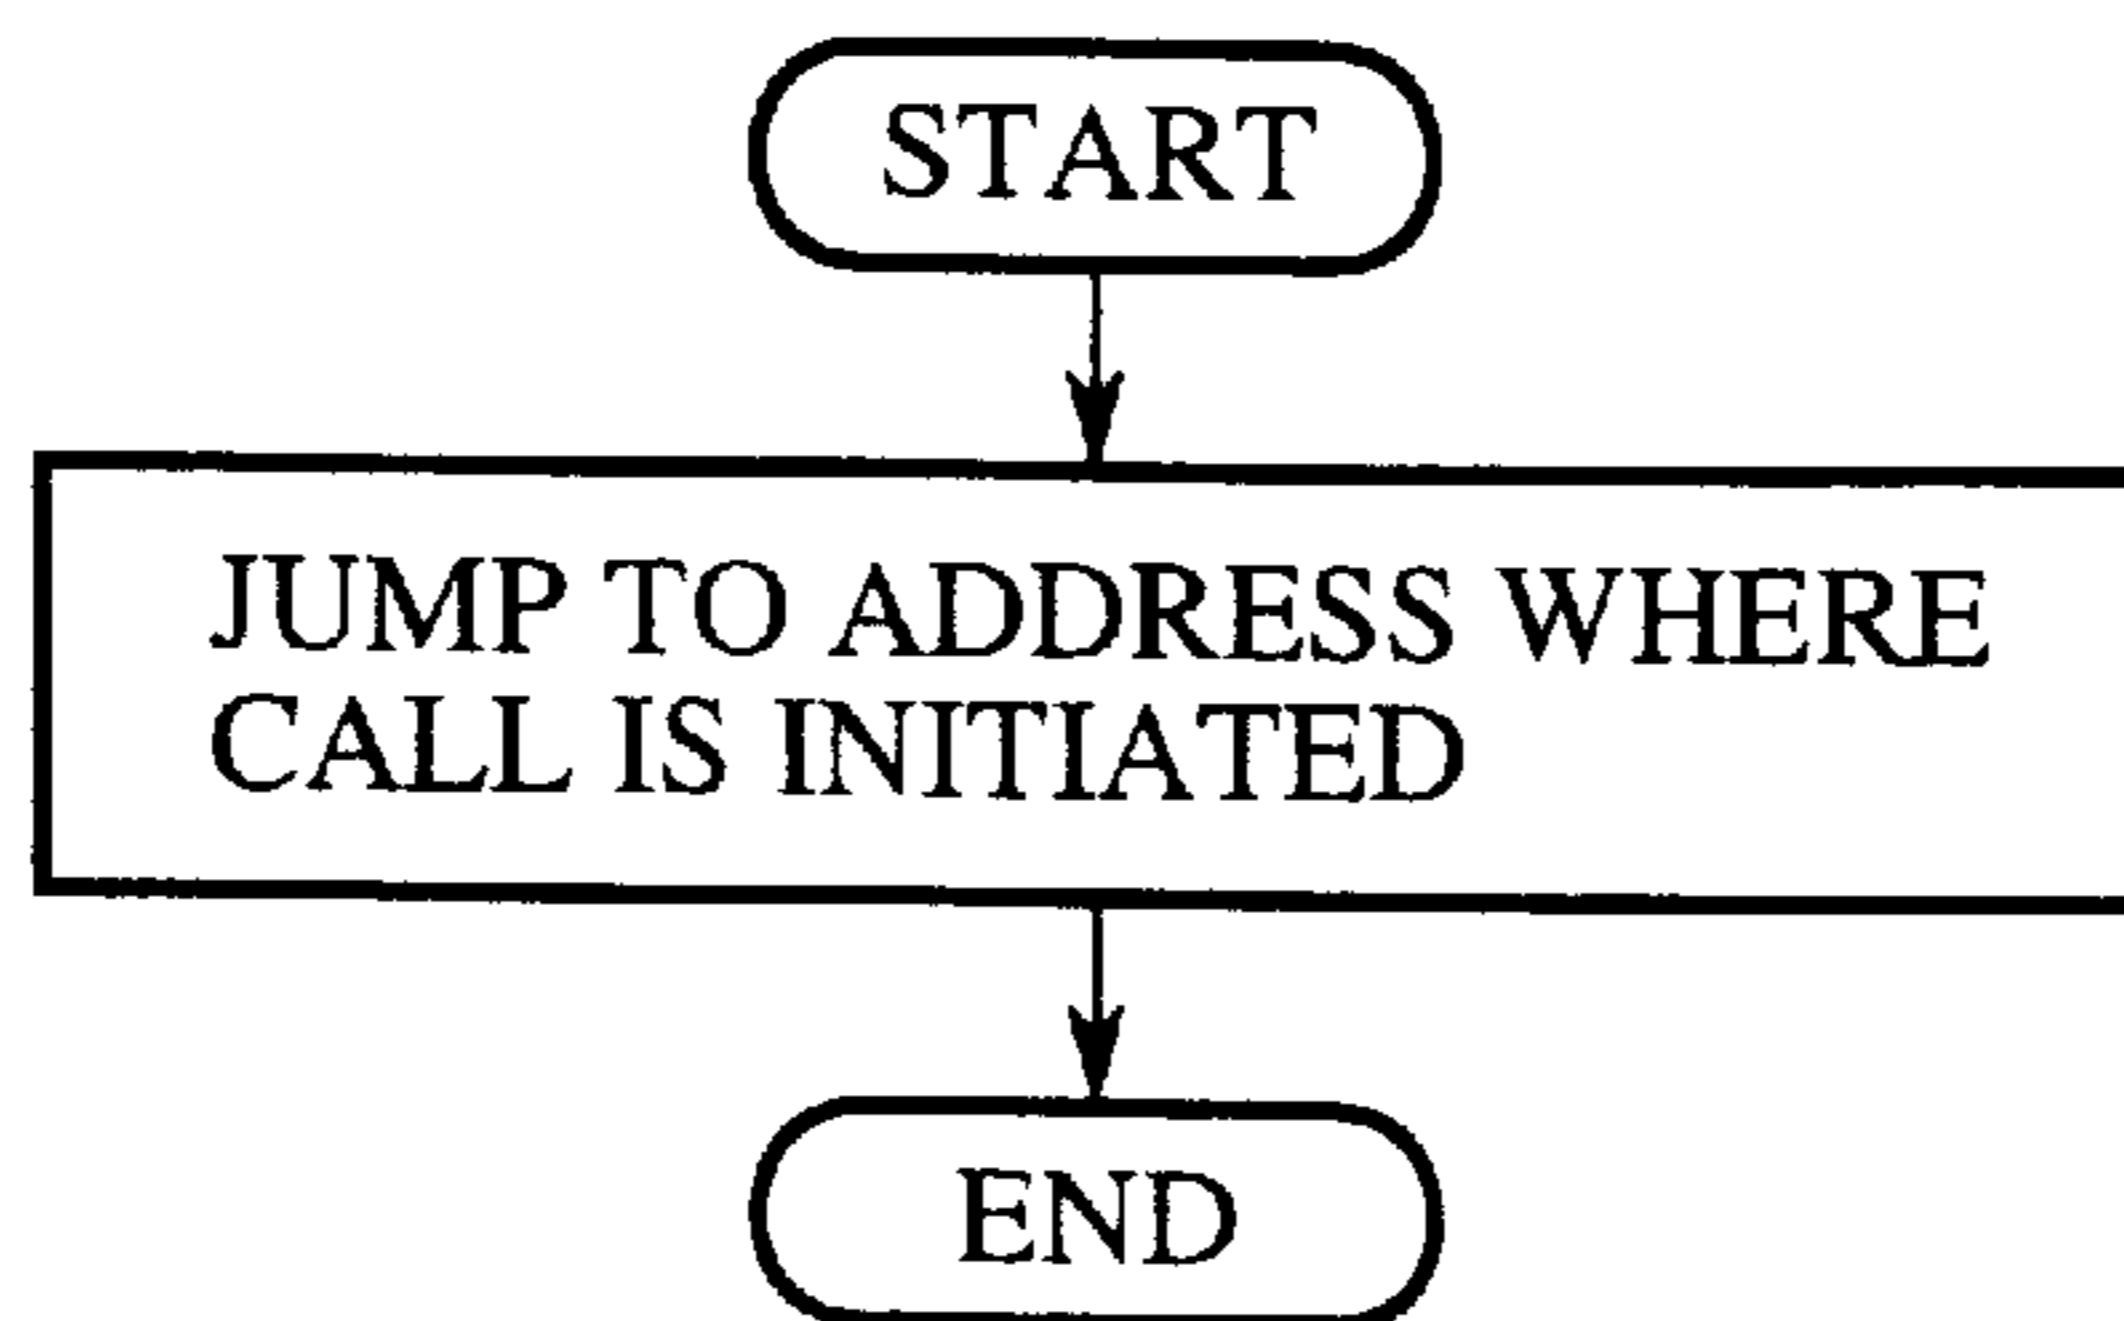 START
JUMP TO ADDRESS WHERE
CALL IS INITIATED
END